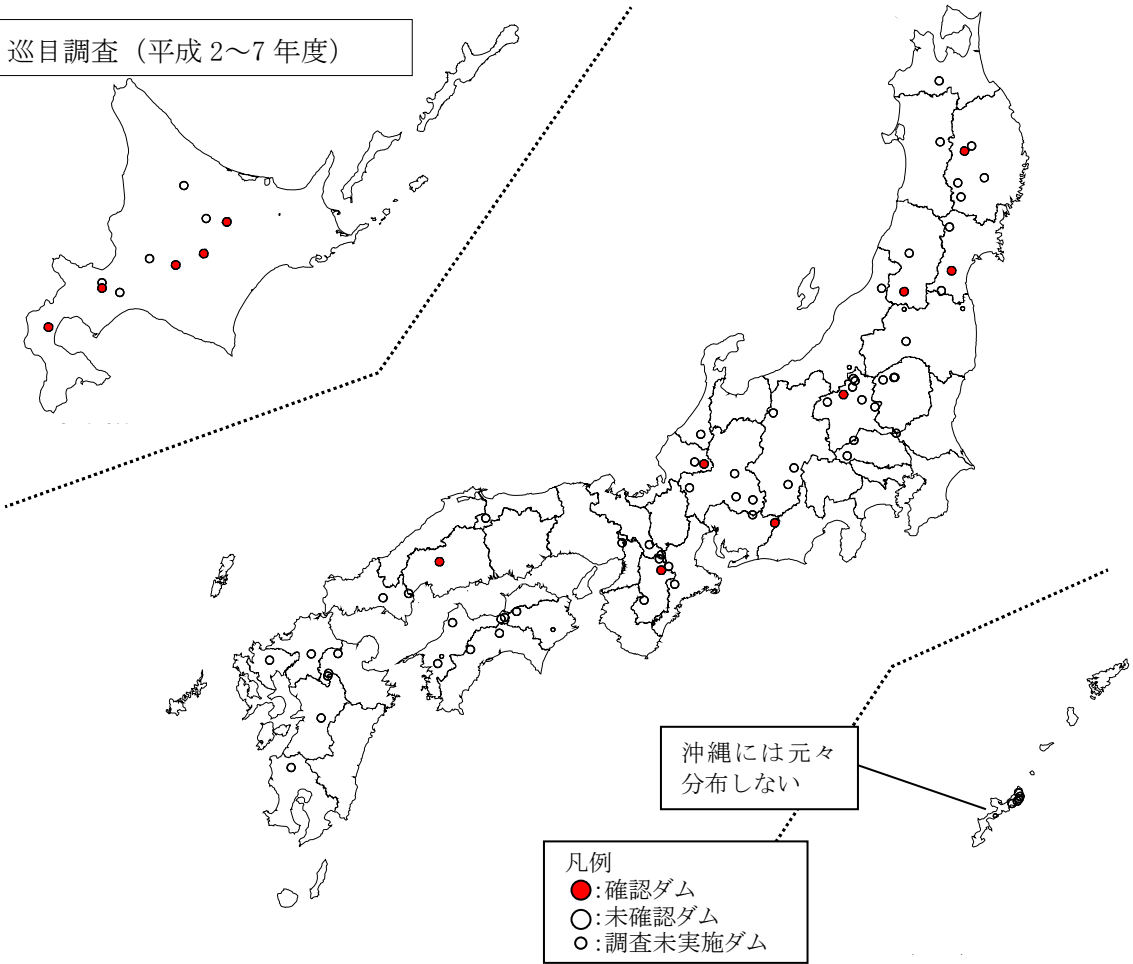 巡目調査（平成 2～7 年度）
沖縄には元々
分布しない
凡例
：確認ダム
：未確認ダム
：調査未実施ダム